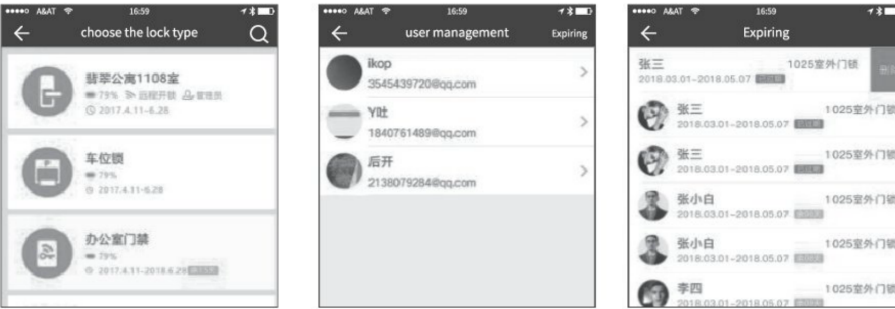 ●●●●○ A&AT 16:59
choose the lock type
翡翠公寓1108室
79% 远程开锁 管理员
2017.4.11-6.28
车位锁
79%
2017.4.11-6.28
办公室门禁
79%
2017.4.11-2018.6.29
●●●●○ A&AT 16:59
user management Expiring
ikop
3545439720@qq.com
Y吐
1840761489@qq.com
后开
2138079284@qq.com
●●●●○ A&AT 16:59
Expiring
张三 1025室外门锁
2018.03.01-2018.05.07
张三 1025室外门锁
2018.03.01-2018.05.07
张三 1025室外门锁
2018.03.01-2018.05.07
张小白 1025室外门锁
2018.03.01-2018.05.07
张小白 1025室外门锁
2018.03.01-2018.05.07
李四 1025室外门锁
2018.03.01-2018.05.07